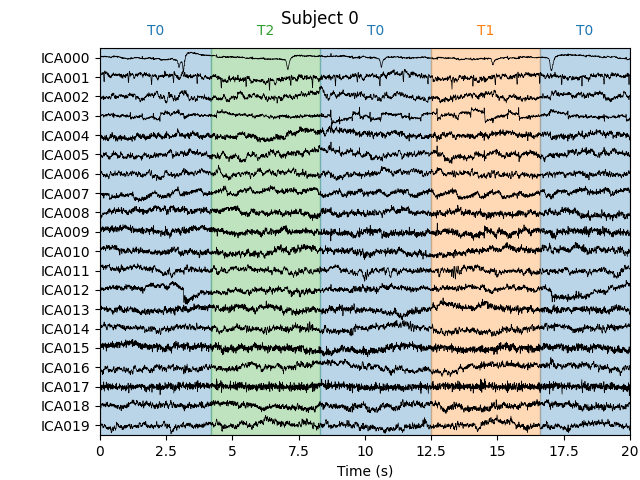 Subject 0
T0 T2 T0 T1 T0
ICA000
ICA001
ICA002
ICA003
ICA004
ICA005
ICA006
ICA007
ICA008
ICA009
ICA010
ICA011
ICA012
ICA013
ICA014
ICA015
ICA016
ICA017
ICA018
ICA019
0 2.5 5 7.5 10 12.5 15 17.5 20
Time (s)